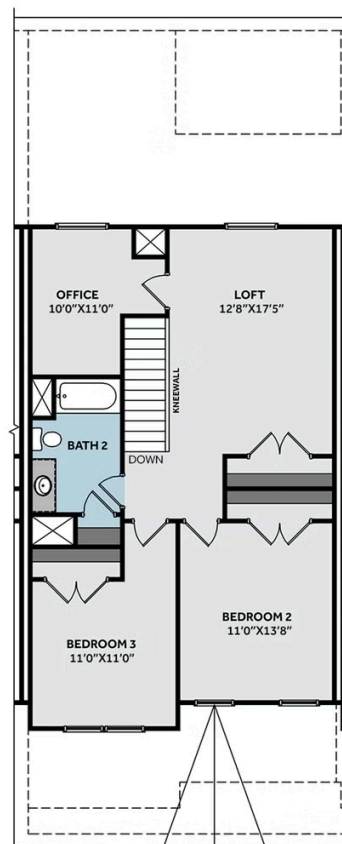 OFFICE
10'0"X11'0"
LOFT
12'8"X17'5"
KNEEWALL
BATH 2
DOWN
BEDROOM 2
11'0"X13'8"
BEDROOM 3
11'0"X11'0"